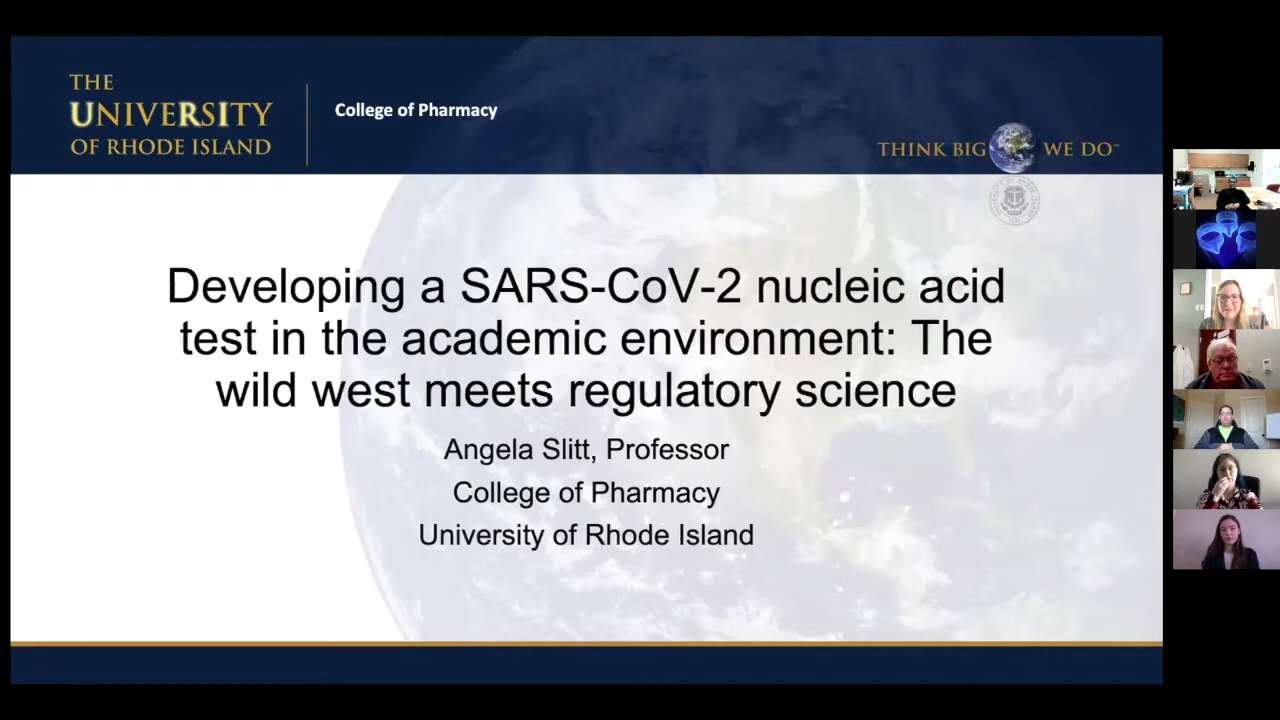 THE
UNIVERSITY
OF RHODE ISLAND
College of Pharmacy
THINK BIG WE DO™
Developing a SARS-CoV-2 nucleic acid
test in the academic environment: The
wild west meets regulatory science
Angela Slitt, Professor
College of Pharmacy
University of Rhode Island